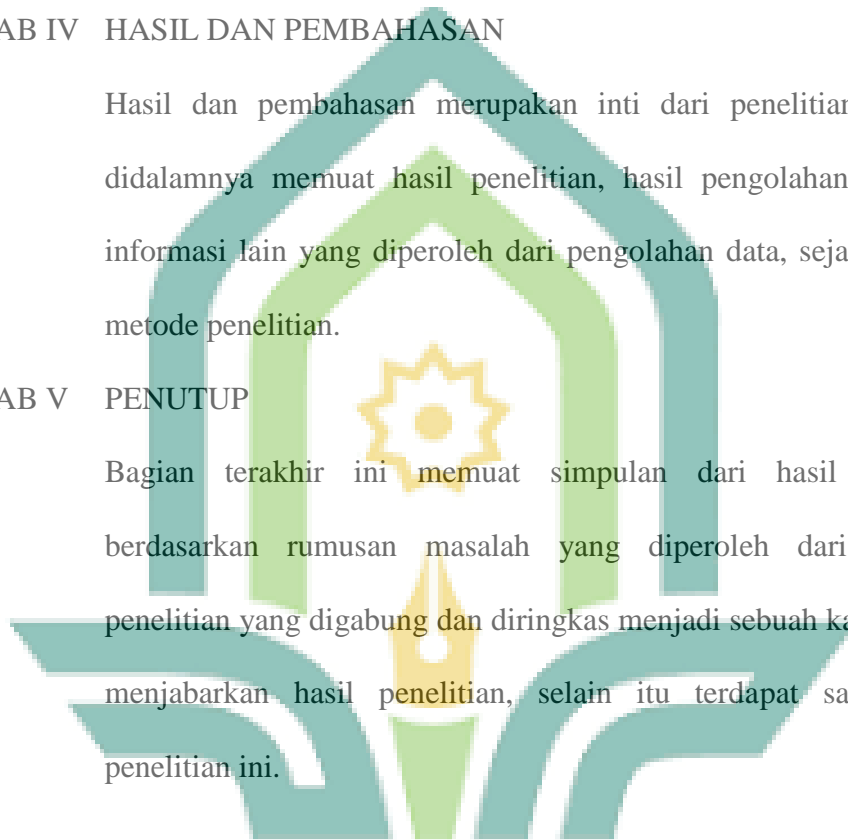 AB IV HASIL DAN PEMBAHASAN
Hasil dan pembahasan merupakan inti dari penelitian
didalamnya memuat hasil penelitian, hasil pengolahan
informasi lain yang diperoleh dari pengolahan data, seja
metode penelitian.
AB V PENUTUP
Bagian terakhir ini memuat simpulan dari hasil
berdasarkan rumusan masalah yang diperoleh dari
penelitian yang digabung dan diringkas menjadi sebuah ka
menjabarkan hasil penelitian, selain itu terdapat sa
penelitian ini.